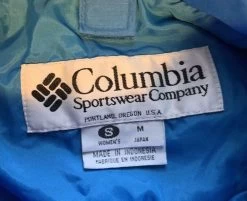 Columbia
Sportswear Company
PORTLAND, OREGON U.S.A.
S M
WOMEN'S JAPAN
MADE IN INDONESIA
FABRIQUE EN INDONESIE